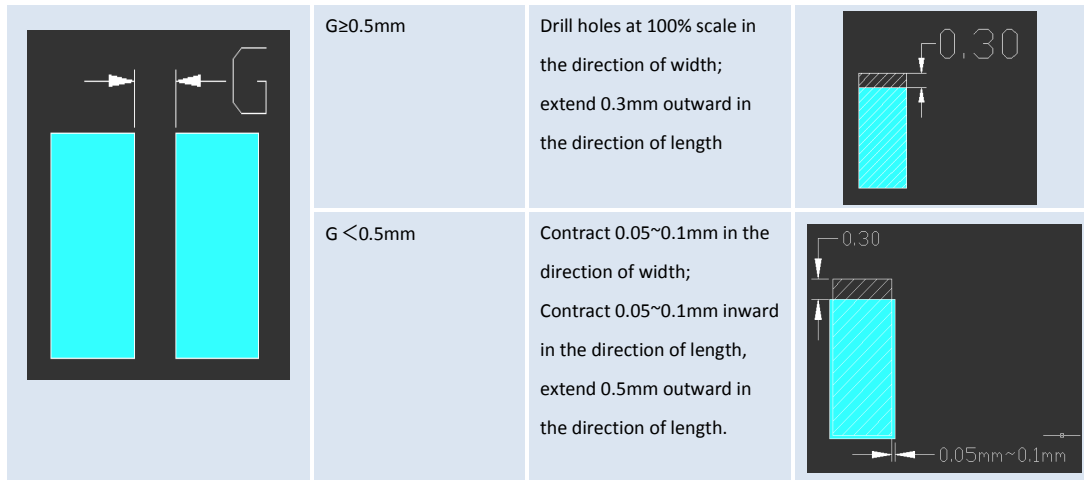 G
G≥0.5mm
Drill holes at 100% scale in
the direction of width;
extend 0.3mm outward in
the direction of length
0.30
G＜0.5mm
Contract 0.05~0.1mm in the
direction of width;
Contract 0.05~0.1mm inward
in the direction of length,
extend 0.5mm outward in
the direction of length.
0.30
0.05mm~0.1mm